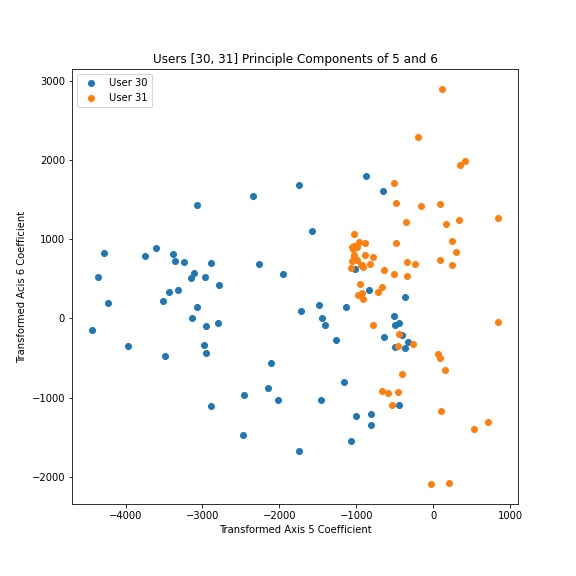 Users [30, 31] Principle Components of 5 and 6
User 30
User 31
3000
2000
1000
0
−1000
−2000
Transformed Axis 6 Coefficient
−4000 −3000 −2000 −1000 0 1000
Transformed Axis 5 Coefficient